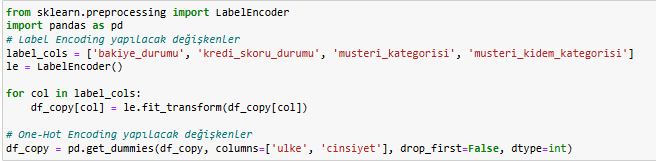 from sklearn.preprocessing import LabelEncoder
import pandas as pd
# Label Encoding yapılacak değişkenler
label_cols = ['bakiye_durumu', 'kredi_skoru_durumu', 'musteri_kategorisi', 'musteri_kidem_kategorisi']
le = LabelEncoder()
for col in label_cols:
    df_copy[col] = le.fit_transform(df_copy[col])
# One-Hot Encoding yapılacak değişkenler
df_copy = pd.get_dummies(df_copy, columns=['ulke', 'cinsiyet'], drop_first=False, dtype=int)